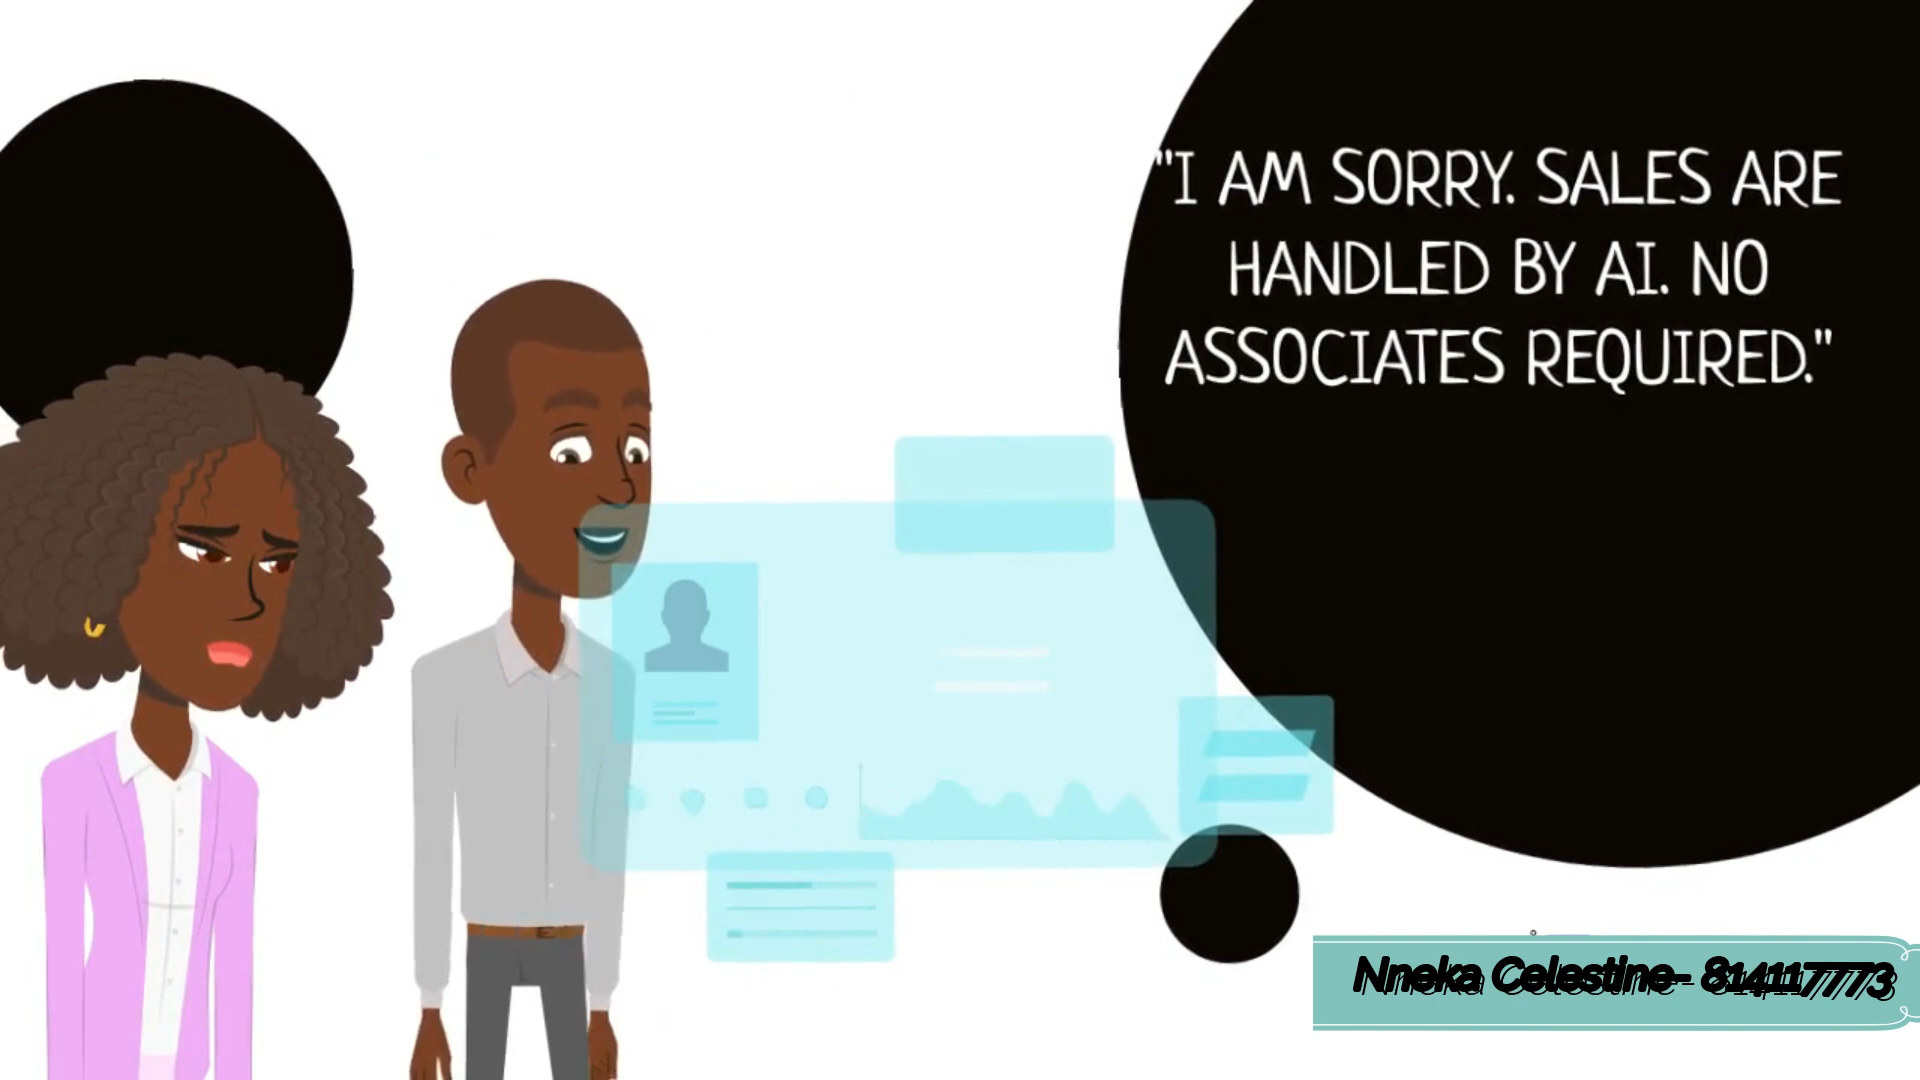 "I AM SORRY. SALES ARE
HANDLED BY AI. NO
ASSOCIATES REQUIRED."
Nneka Celestine- 814117773